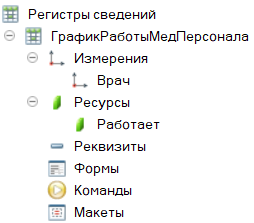 Регистры сведений
ГрафикРаботыМедПерсонала
Измерения
Врач
Ресурсы
Работает
Реквизиты
Формы
Команды
Макеты